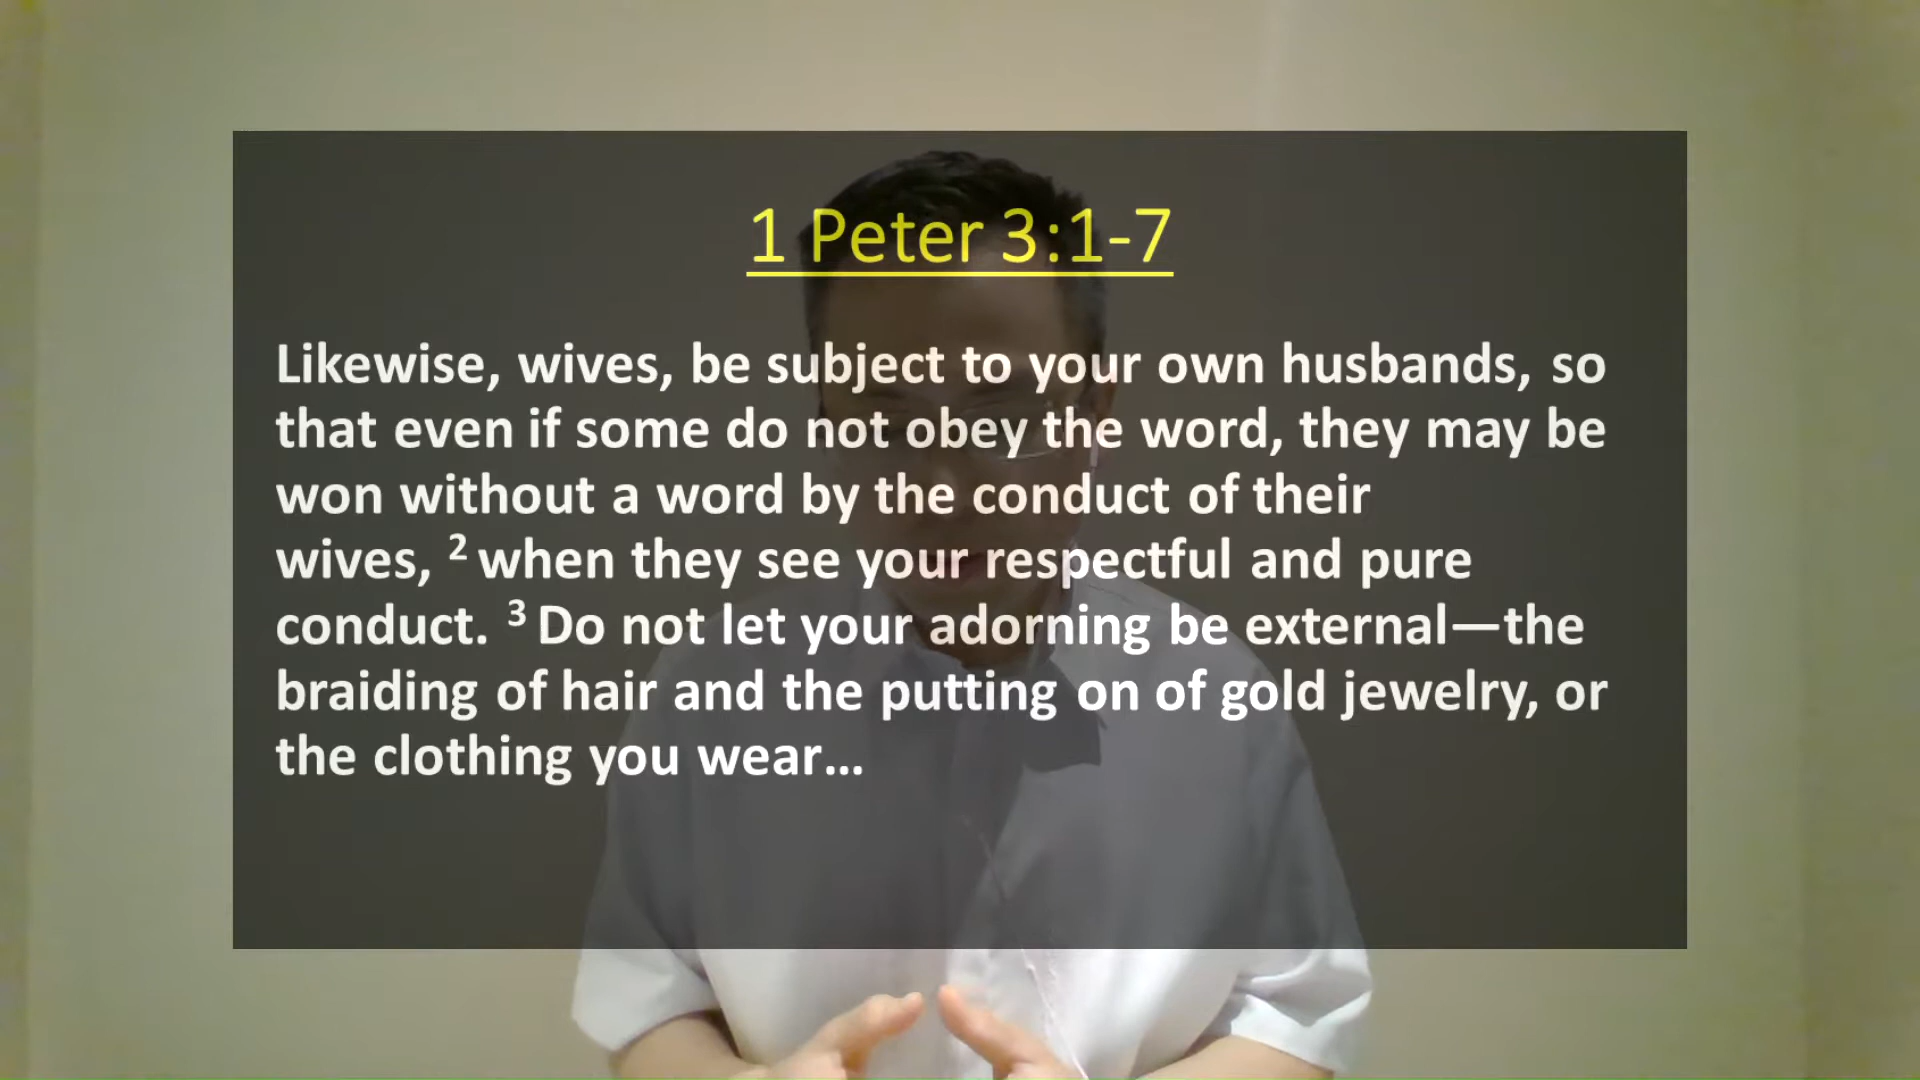 1 Peter 3:1-7
Likewise, wives, be subject to your own husbands, so
that even if some do not obey the word, they may be
won without a word by the conduct of their
wives, ² when they see your respectful and pure
conduct. ³ Do not let your adorning be external—the
braiding of hair and the putting on of gold jewelry, or
the clothing you wear…